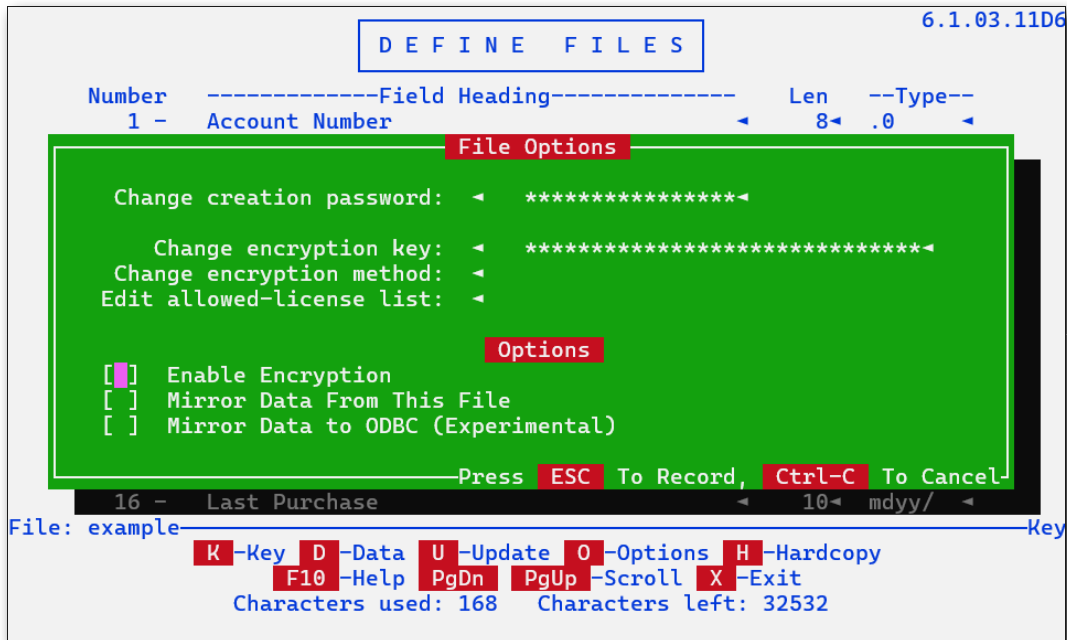 6.1.03.11D6
D E F I N E   F I L E S
Number   -------------Field Heading--------------    Len   --Type--
1 -   Account Number ◄ 8◄ .0 ◄
File Options
Change creation password: ◄ ****************◄
Change encryption key: ◄ ******************************◄
Change encryption method: ◄
Edit allowed-license list: ◄
Options
[ ] Enable Encryption
[ ] Mirror Data From This File
[ ] Mirror Data to ODBC (Experimental)
Press ESC To Record, Ctrl-C To Cancel
16 - Last Purchase ◄ 10◄ mdyy/ ◄
File: example Key
K -Key D -Data U -Update O -Options H -Hardcopy
F10 -Help PgDn PgUp -Scroll X -Exit
Characters used: 168 Characters left: 32532